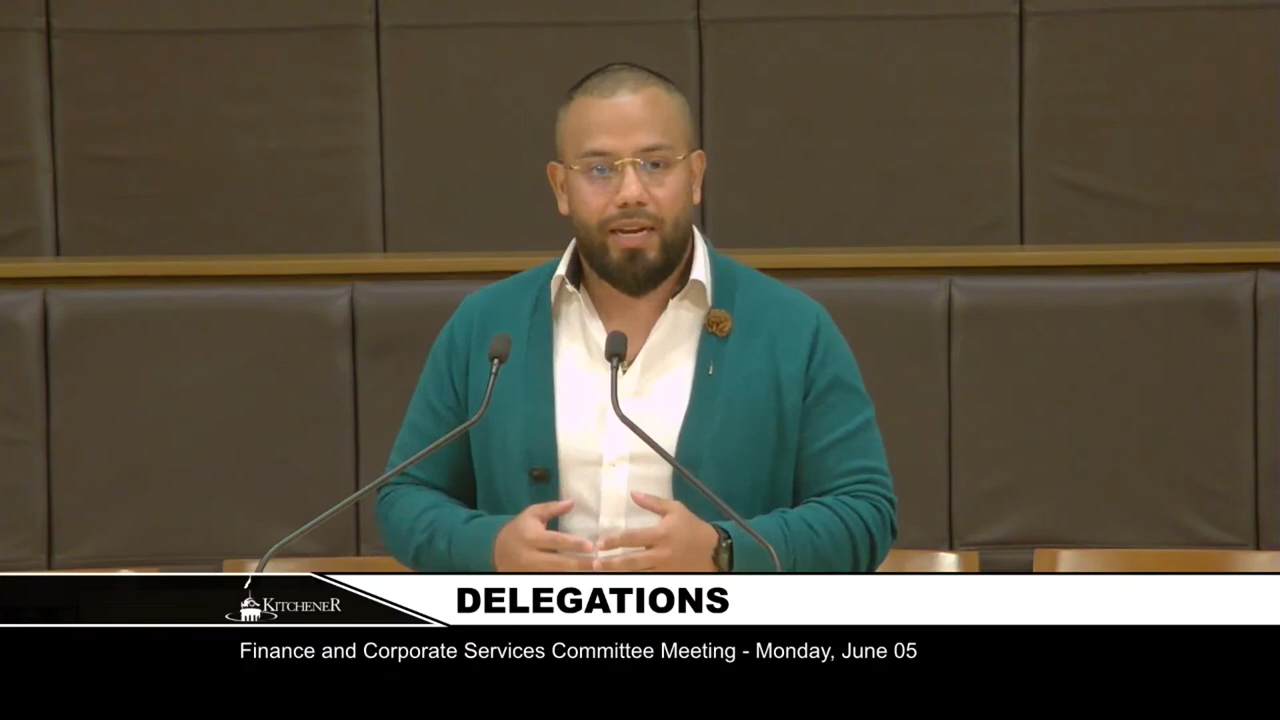 KITCHENER
DELEGATIONS
Finance and Corporate Services Committee Meeting - Monday, June 05